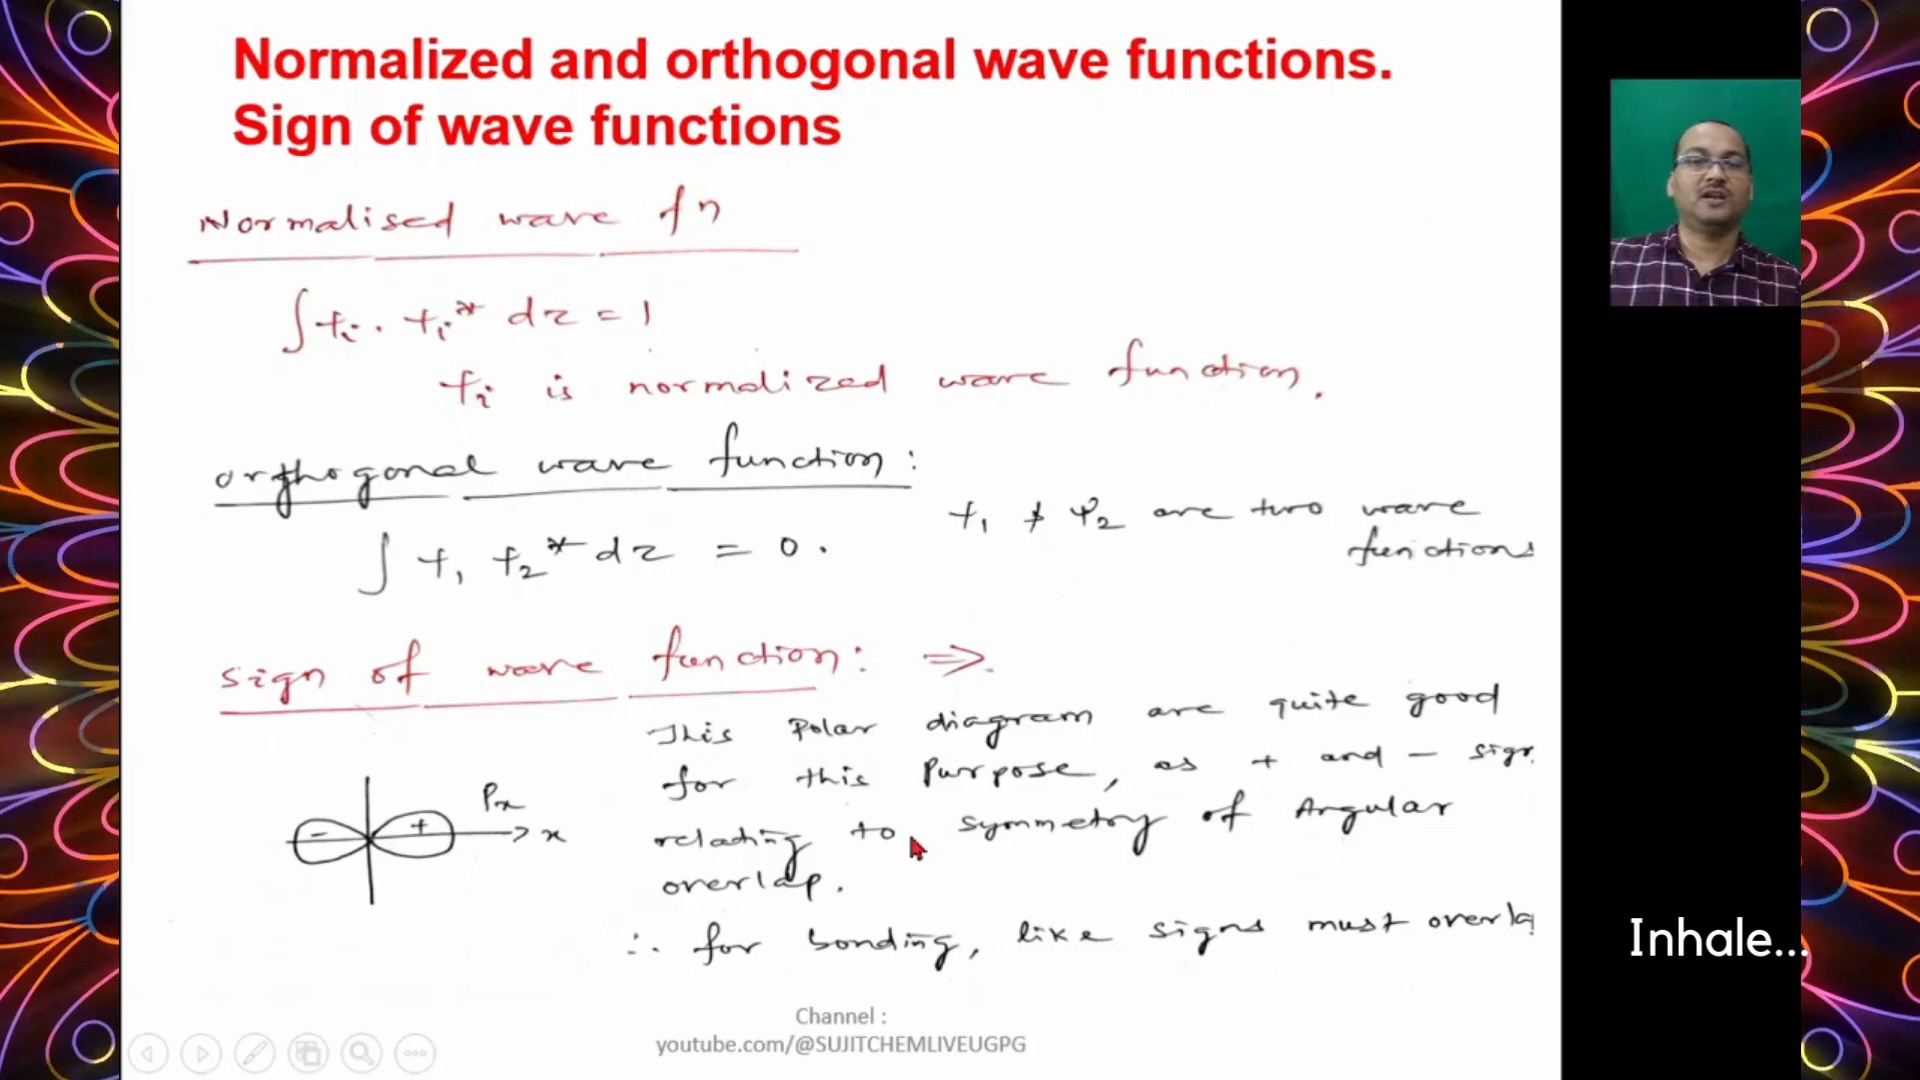 Normalized and orthogonal wave functions.
Sign of wave functions
Normalised wave fn
∫ψi . ψi* dτ = 1
ψi is normalized wave function.
orthogonal wave function :
∫ ψ1 ψ2* dτ = 0 .
ψ1 & ψ2 are two wave
functions
sign of wave function : ⇒
This Polar diagram are quite good
for this purpose, as + and – sign
relating to symmetry of Angular
overlap.
∴ for bonding, like signs must overla
Px
- + x
Inhale...
Channel :
youtube.com/@SUJITCHEMLIVEUGPG